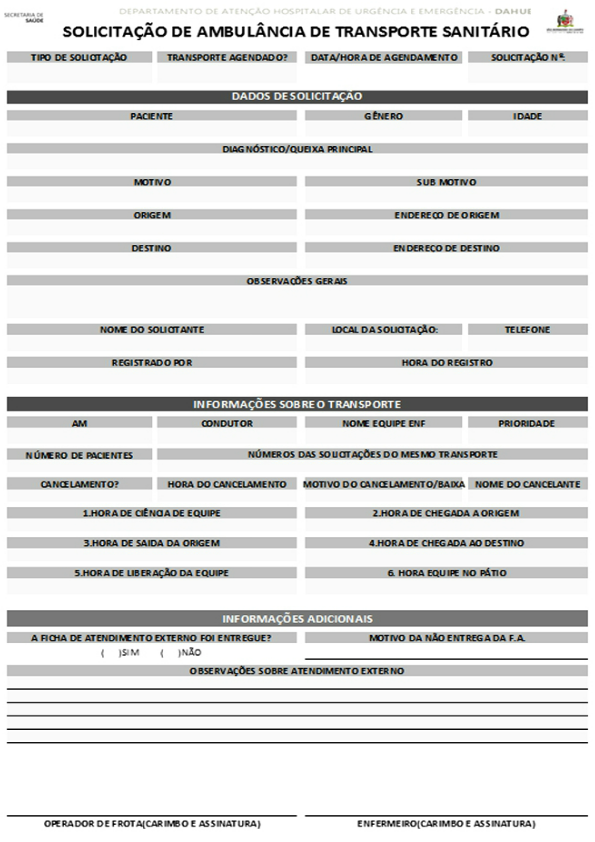 SECRETARIA DE
SAÚDE
DEPARTAMENTO DE ATENÇÃO HOSPITALAR DE URGÊNCIA E EMERGÊNCIA - DAHUE
SOLICITAÇÃO DE AMBULÂNCIA DE TRANSPORTE SANITÁRIO
TIPO DE SOLICITAÇÃO TRANSPORTE AGENDADO? DATA/HORA DE AGENDAMENTO SOLICITAÇÃO Nº:
DADOS DE SOLICITAÇÃO
PACIENTE GÊNERO IDADE
DIAGNÓSTICO/QUEIXA PRINCIPAL
MOTIVO SUB MOTIVO
ORIGEM ENDEREÇO DE ORIGEM
DESTINO ENDEREÇO DE DESTINO
OBSERVAÇÕES GERAIS
NOME DO SOLICITANTE LOCAL DA SOLICITAÇÃO: TELEFONE
REGISTRADO POR HORA DO REGISTRO
INFORMAÇÕES SOBRE O TRANSPORTE
AM CONDUTOR NOME EQUIPE ENF PRIORIDADE
NÚMERO DE PACIENTES NÚMEROS DAS SOLICITAÇÕES DO MESMO TRANSPORTE
CANCELAMENTO? HORA DO CANCELAMENTO MOTIVO DO CANCELAMENTO/BAIXA NOME DO CANCELANTE
1.HORA DE CIÊNCIA DE EQUIPE 2.HORA DE CHEGADA A ORIGEM
3.HORA DE SAIDA DA ORIGEM 4.HORA DE CHEGADA AO DESTINO
5.HORA DE LIBERAÇÃO DA EQUIPE 6. HORA EQUIPE NO PÁTIO
INFORMAÇÕES ADICIONAIS
A FICHA DE ATENDIMENTO EXTERNO FOI ENTREGUE? MOTIVO DA NÃO ENTREGA DA F.A.
( )SIM ( )NÃO
OBSERVAÇÕES SOBRE ATENDIMENTO EXTERNO
OPERADOR DE FROTA(CARIMBO E ASSINATURA) ENFERMEIRO(CARIMBO E ASSINATURA)